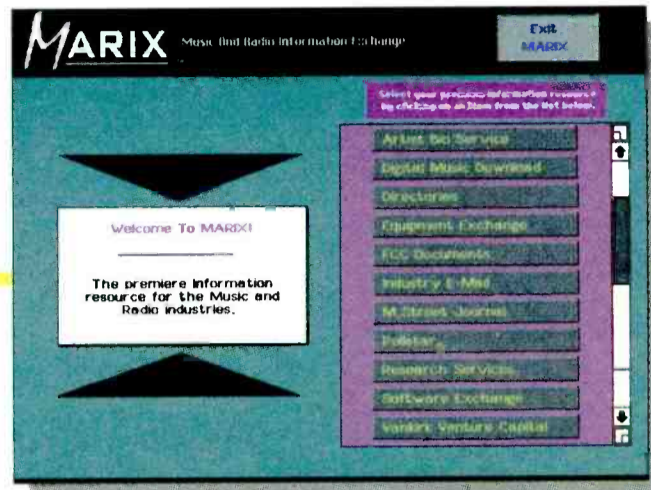 MARIX Music And Radio Information Exchange
Exit
MARIX
Select your premium information resource
by clicking on an item from the list below.
Welcome To MARIX!
The premiere Information
resource for the Music and
Radio industries.
Artist Bio Service
Digital Music Download
Directories
Equipment Exchange
FCC Documents
Industry E-Mail
M Street Journal
Pollstar
Research Services
Software Exchange
Venture Capital